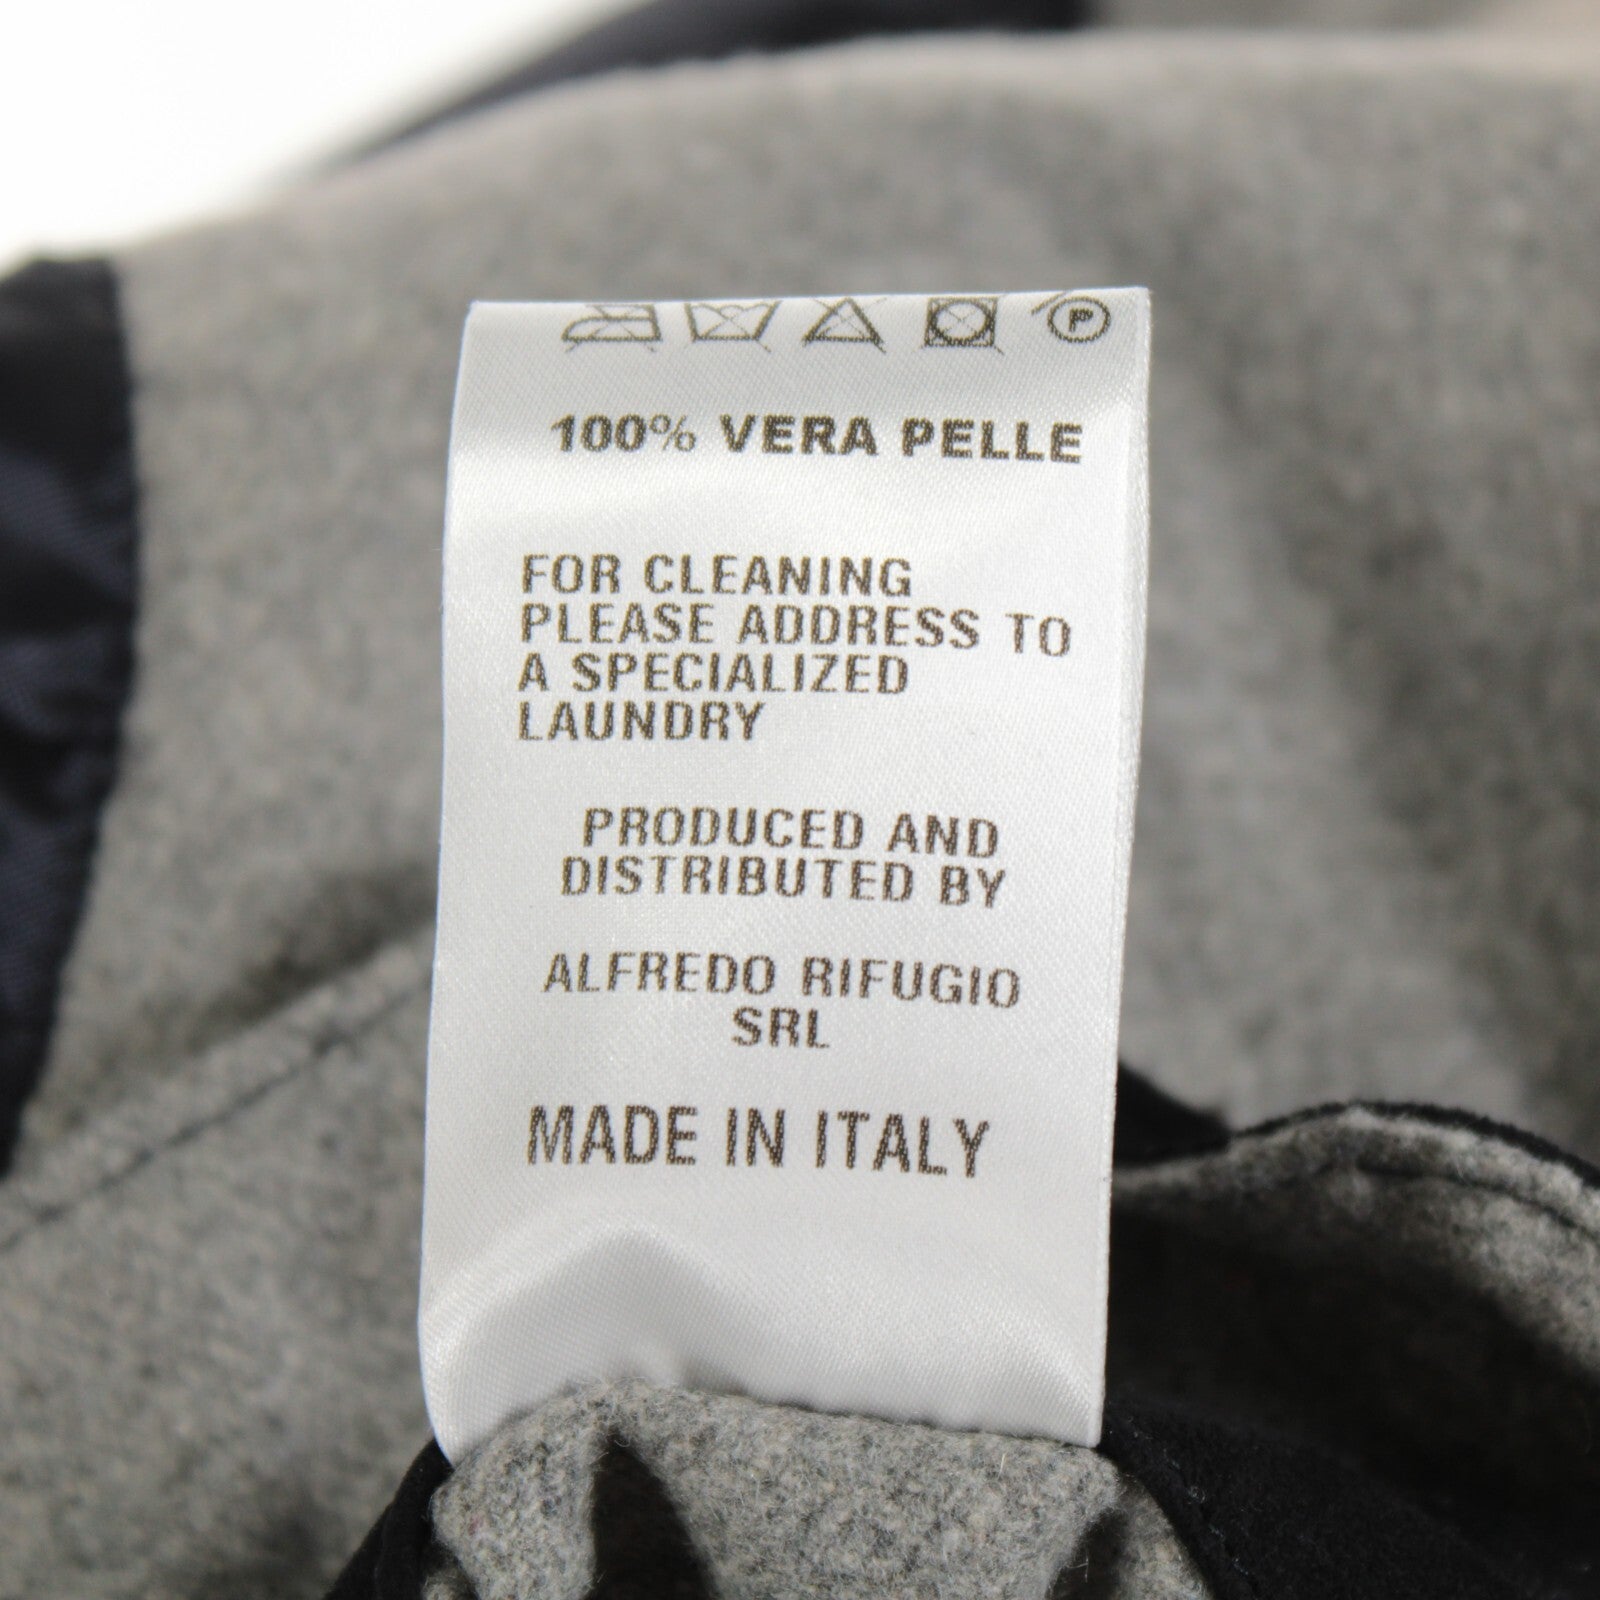 P
100% VERA PELLE
FOR CLEANING
PLEASE ADDRESS TO
A SPECIALIZED
LAUNDRY
PRODUCED AND
DISTRIBUTED BY
ALFREDO RIFUGIO
SRL
MADE IN ITALY